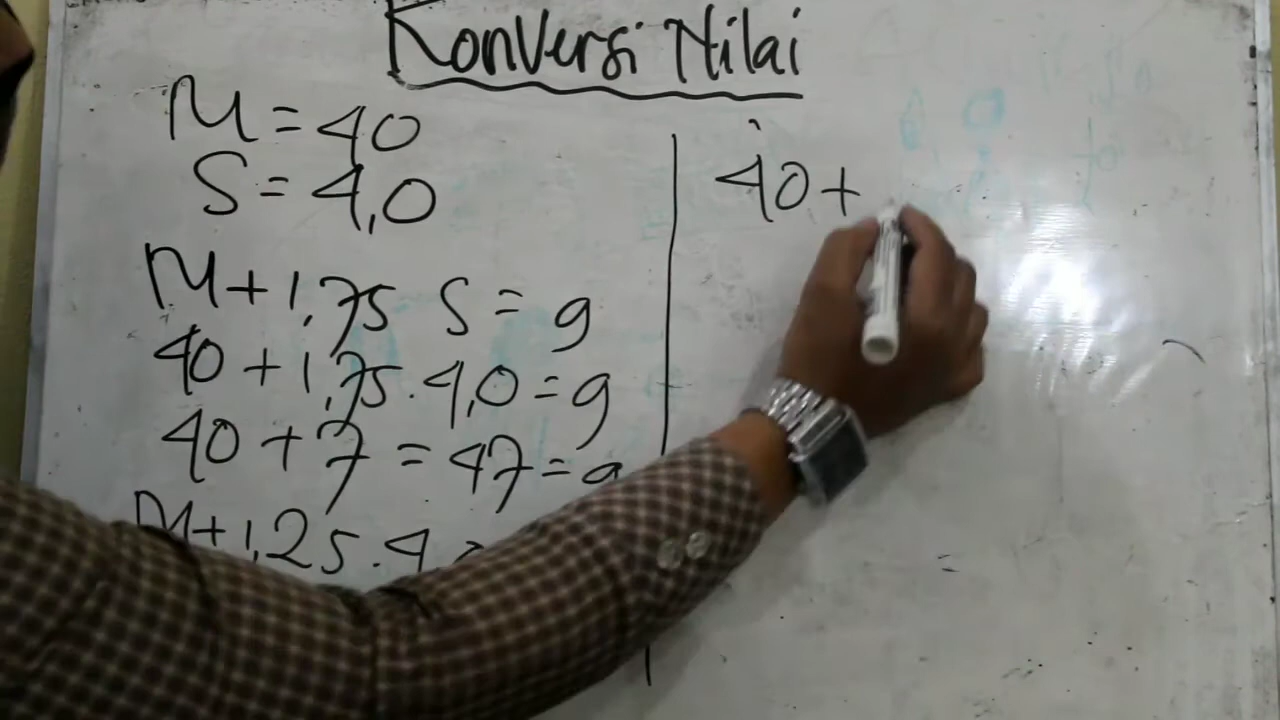 Konversi Nilai
M = 40
S = 4,0
M + 1,75 S = 9
40 + 1,75 . 4,0 = 9
40 + 7 = 47 = 9
M + 1,25 . 4,0
40 +